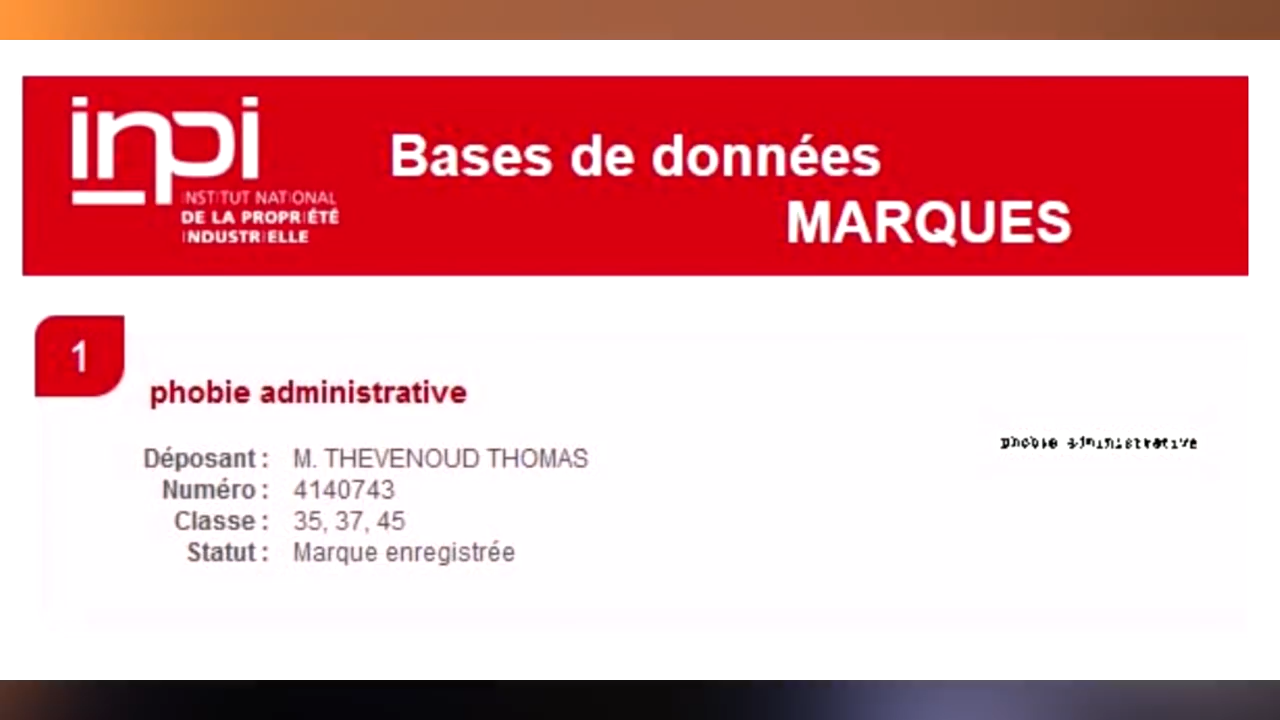 inpi
INSTITUT NATIONAL
DE LA PROPRIÉTÉ
INDUSTRIELLE
Bases de données
MARQUES
1
phobie administrative
phobie administrative
Déposant : M. THEVENOUD THOMAS
Numéro : 4140743
Classe : 35, 37, 45
Statut : Marque enregistrée